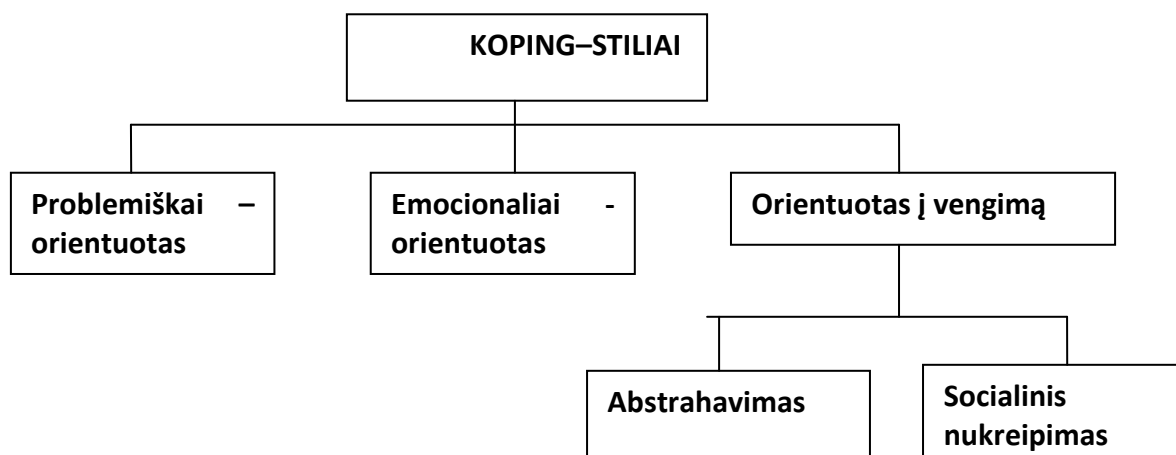 KOPING–STILIAI
Problemiškai –
orientuotas
Emocionaliai -
orientuotas
Orientuotas į vengimą
Abstrahavimas
Socialinis
nukreipimas